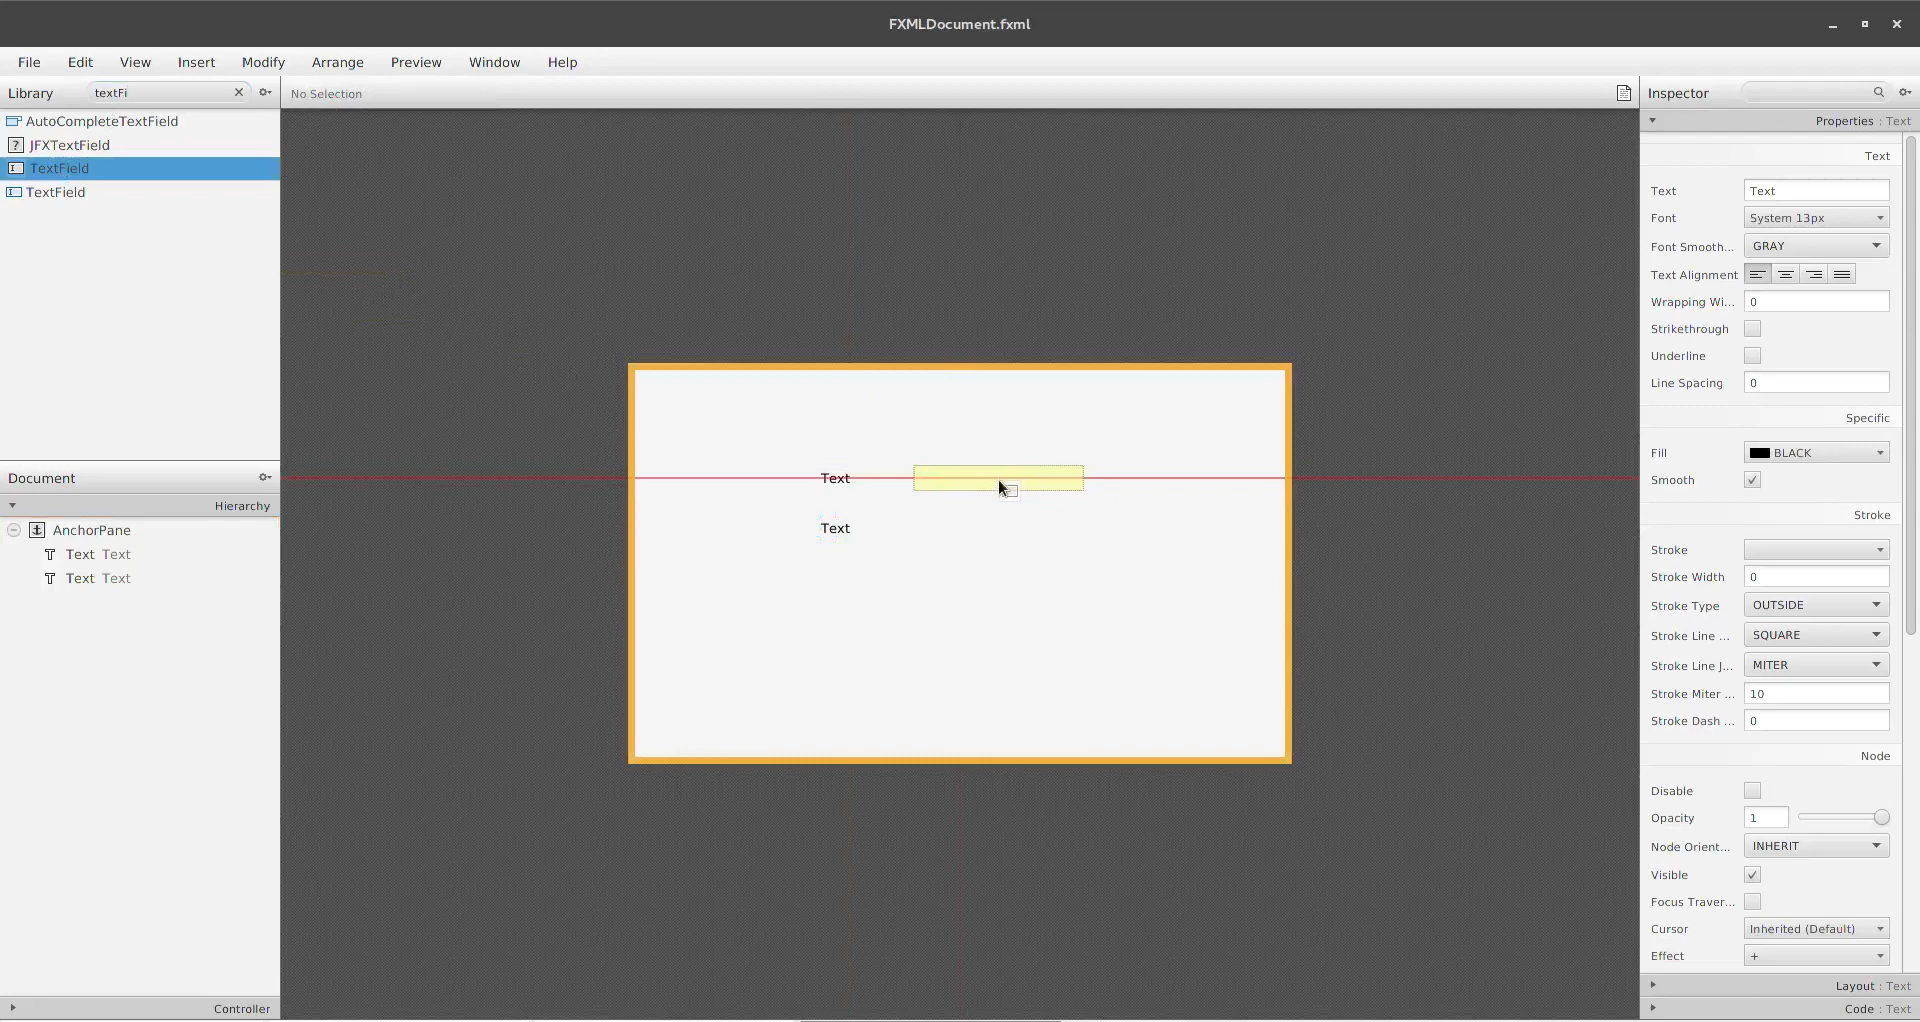 FXMLDocument.fxml
File Edit View Insert Modify Arrange Preview Window Help
Library textFi
No Selection
Inspector
AutoCompleteTextField
JFXTextField
TextField
TextField
Properties : Text
Text
Text Text
Font System 13px
Font Smooth... GRAY
Text Alignment
Wrapping Wi... 0
Strikethrough
Underline
Line Spacing 0
Specific
Fill BLACK
Smooth
Stroke
Stroke
Stroke Width 0
Stroke Type OUTSIDE
Stroke Line ... SQUARE
Stroke Line J... MITER
Stroke Miter ... 10
Stroke Dash ... 0
Node
Disable
Opacity 1
Node Orient... INHERIT
Visible
Focus Traver...
Cursor Inherited (Default)
Effect +
Layout : Text
Code : Text
Text
Text
Document
Hierarchy
AnchorPane
Text Text
Text Text
Controller